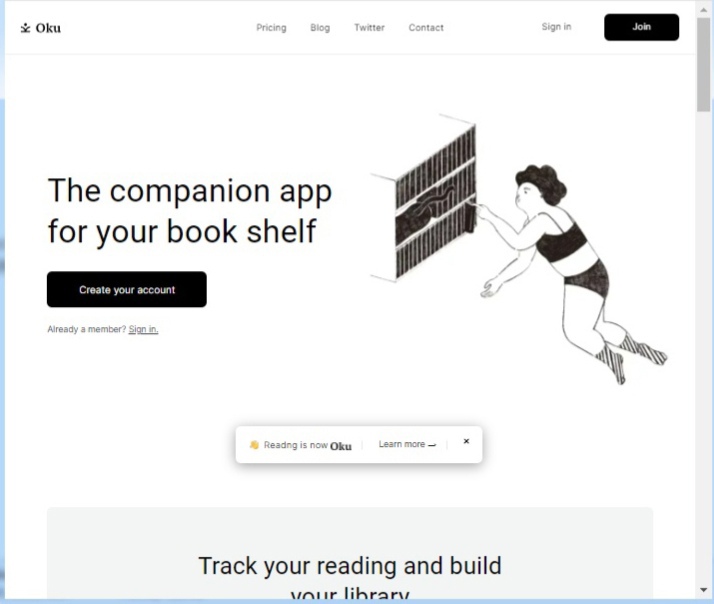 Oku
Pricing Blog Twitter Contact
Sign in
Join
The companion app
for your book shelf
Create your account
Already a member? Sign in.
👋 Readng is now Oku
Learn more →
×
Track your reading and build
your library